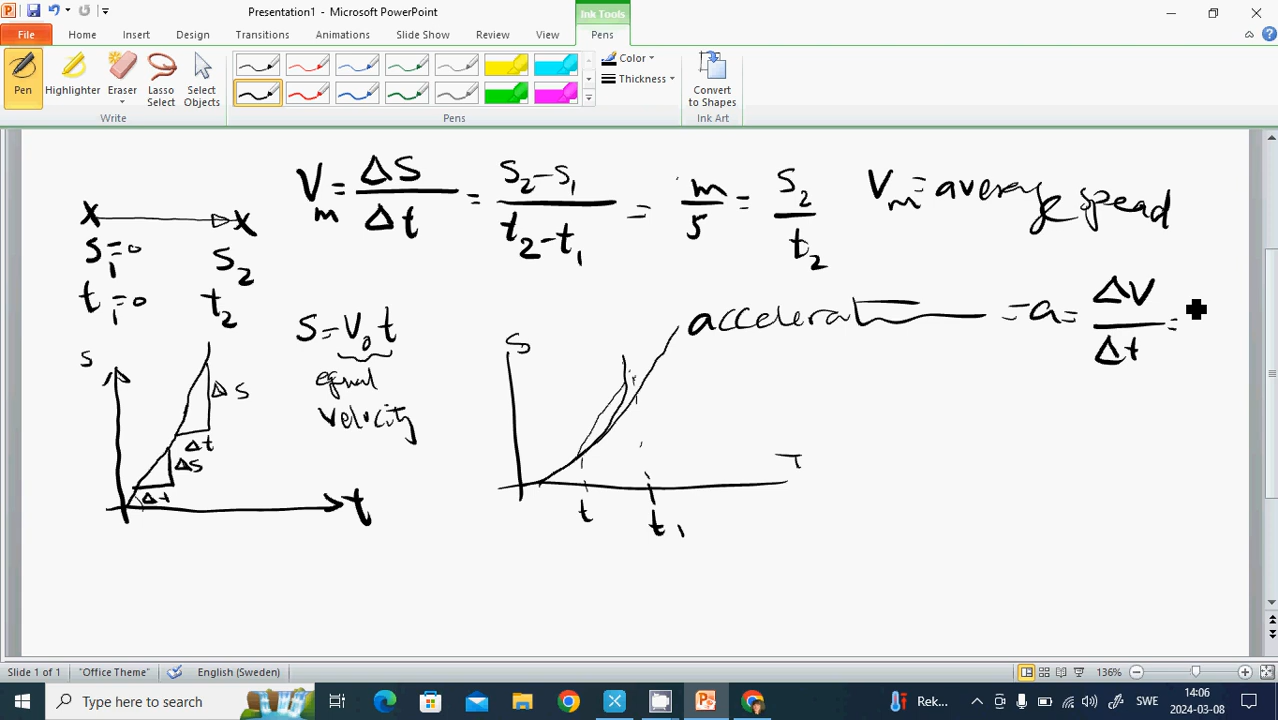 Presentation1 - Microsoft PowerPoint
Ink Tools
File Home Insert Design Transitions Animations Slide Show Review View Pens
Pen Highlighter Eraser Lasso Select Select Objects
Color
Thickness
Convert to Shapes
Write Pens Ink Art
Vm = ΔS/Δt = S2-S1/t2-t1 = m/s = S2/t2
Vm = average spead
X X
S1=0 S2
t1=0 t2
S=V0t
equal
velocity
accelerat = a = ΔV/Δt =
S
ΔS
Δt
ΔS
Δt
t
S
T
t
t1
Slide 1 of 1 "Office Theme" English (Sweden) 136%
Type here to search
Rek...
SWE
14:06
2024-03-08